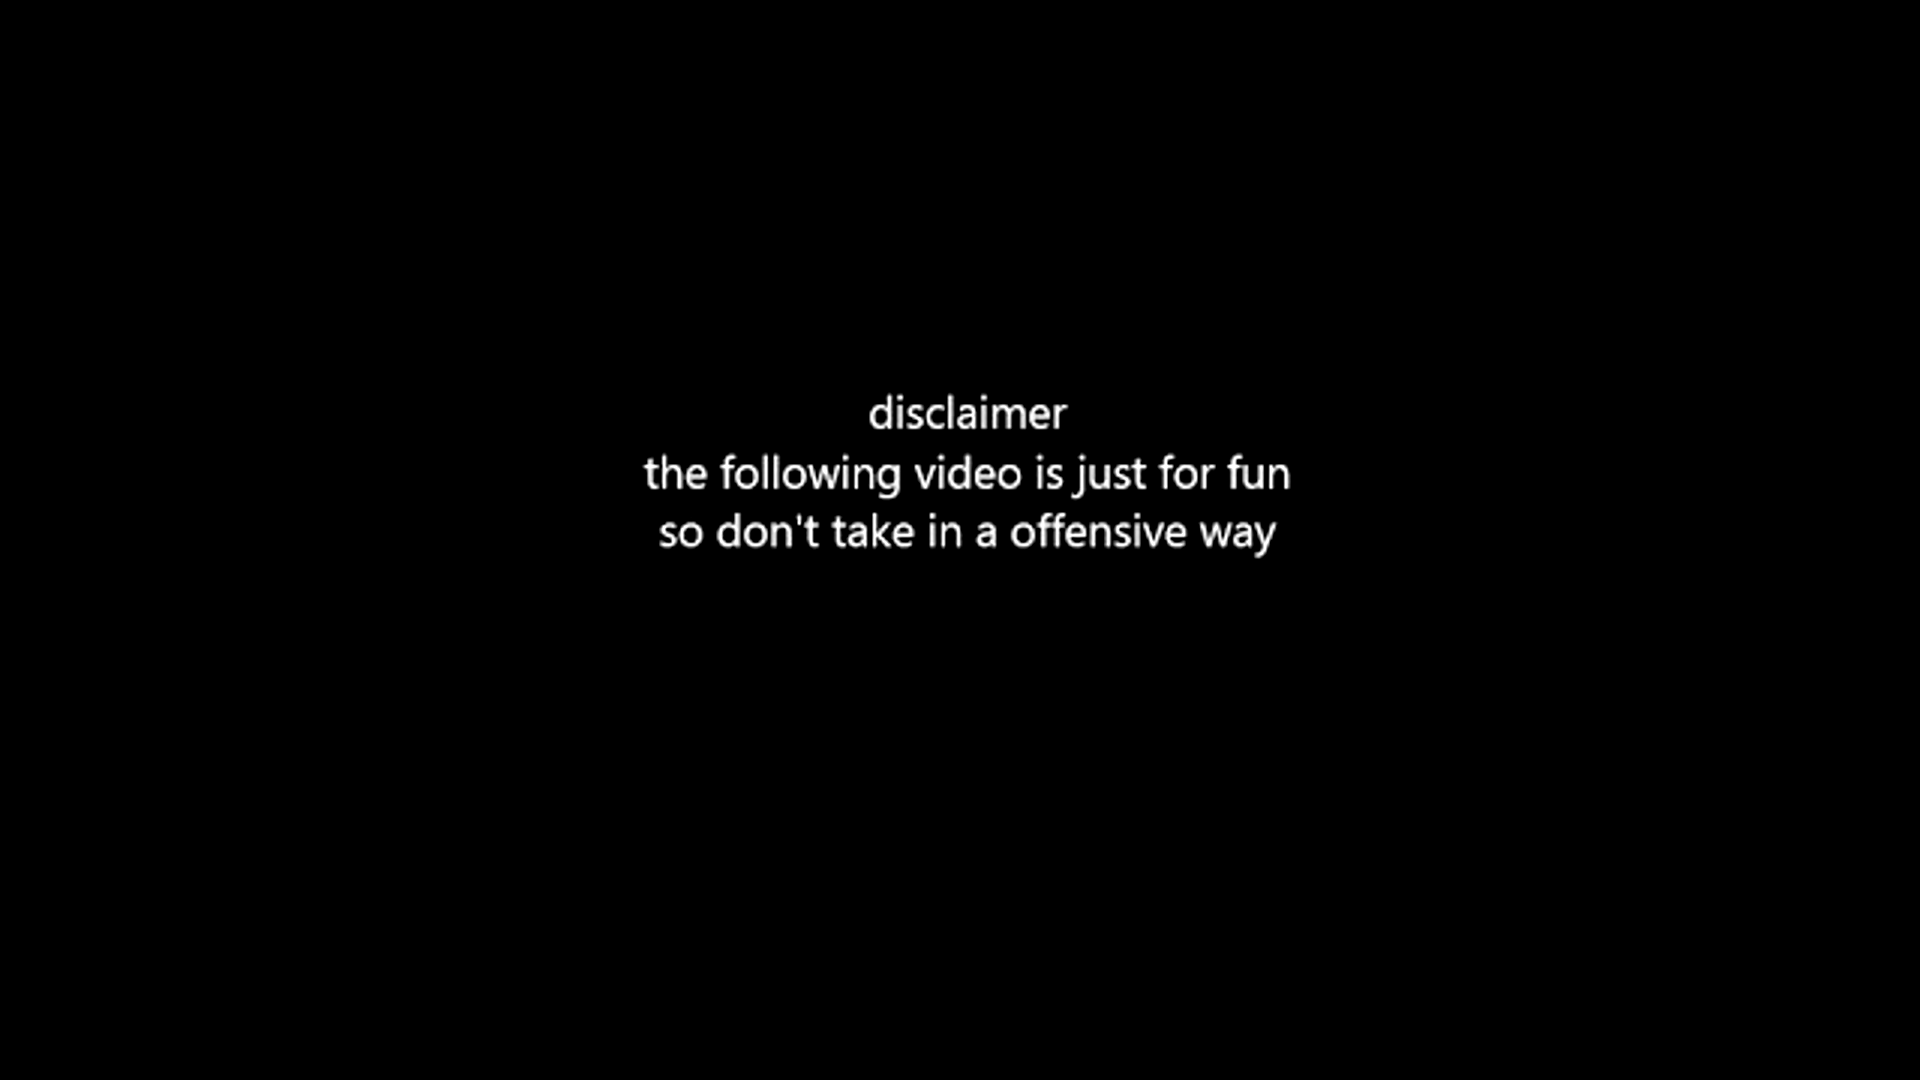 disclaimer
the following video is just for fun
so don't take in a offensive way